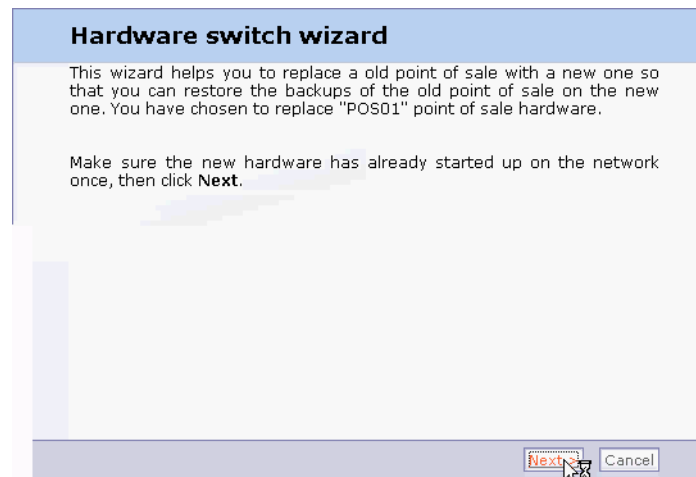 Hardware switch wizard
This wizard helps you to replace a old point of sale with a new one so
that you can restore the backups of the old point of sale on the new
one. You have chosen to replace "POS01" point of sale hardware.
Make sure the new hardware has already started up on the network
once, then click Next.
Next > Cancel